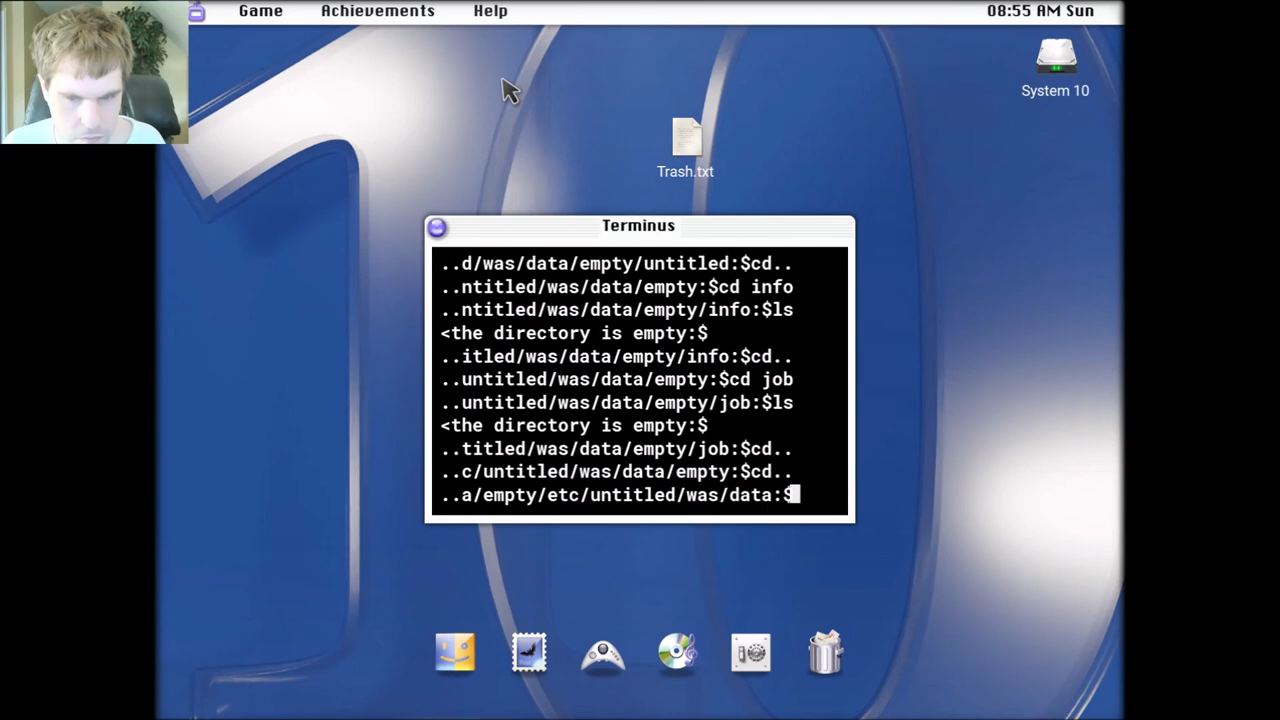 Game Achievements Help 08:55 AM Sun
System 10
Trash.txt
Terminus
..d/was/data/empty/untitled:$cd..
..ntitled/was/data/empty:$cd info
..ntitled/was/data/empty/info:$ls
<the directory is empty:$
..itled/was/data/empty/info:$cd..
..untitled/was/data/empty:$cd job
..untitled/was/data/empty/job:$ls
<the directory is empty:$
..titled/was/data/empty/job:$cd..
..c/untitled/was/data/empty:$cd..
..a/empty/etc/untitled/was/data:$